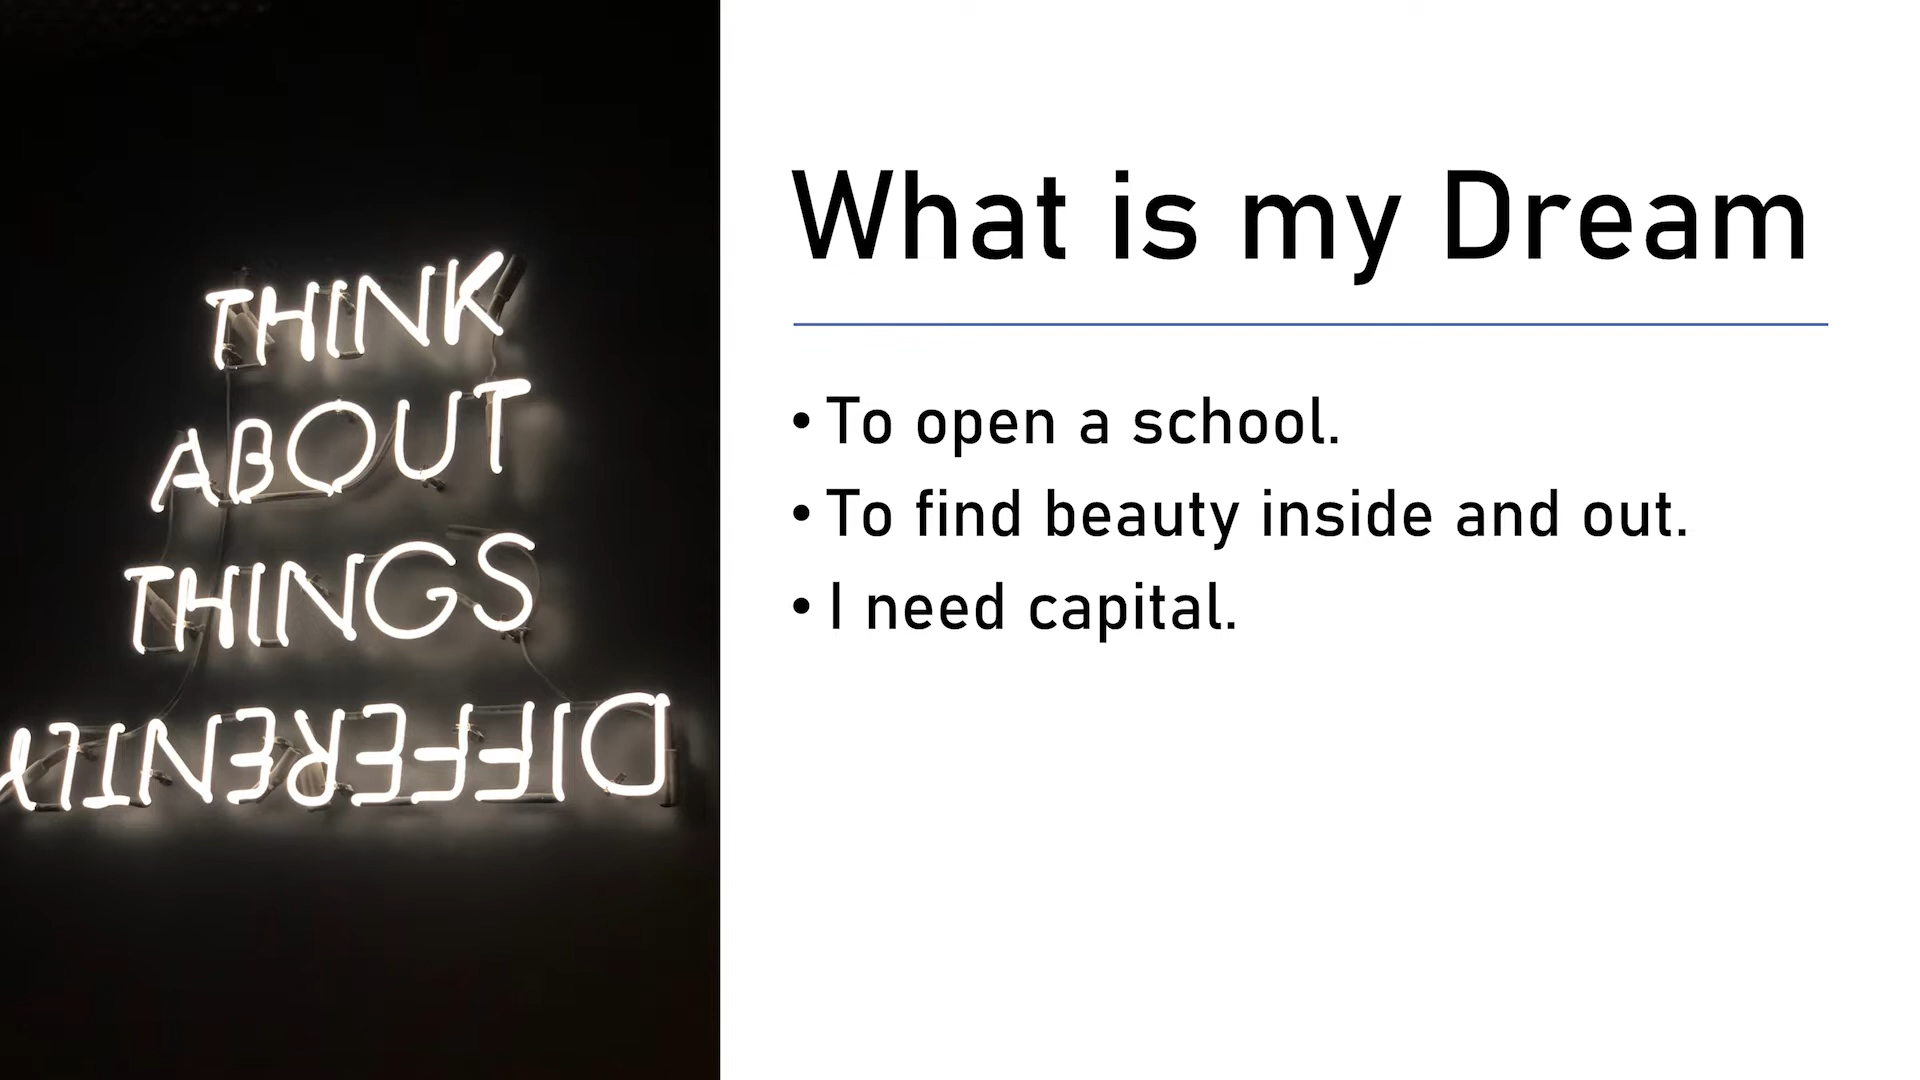 THINK
ABOUT
THINGS
DIFFERENTLY
What is my Dream
• To open a school.
• To find beauty inside and out.
• I need capital.